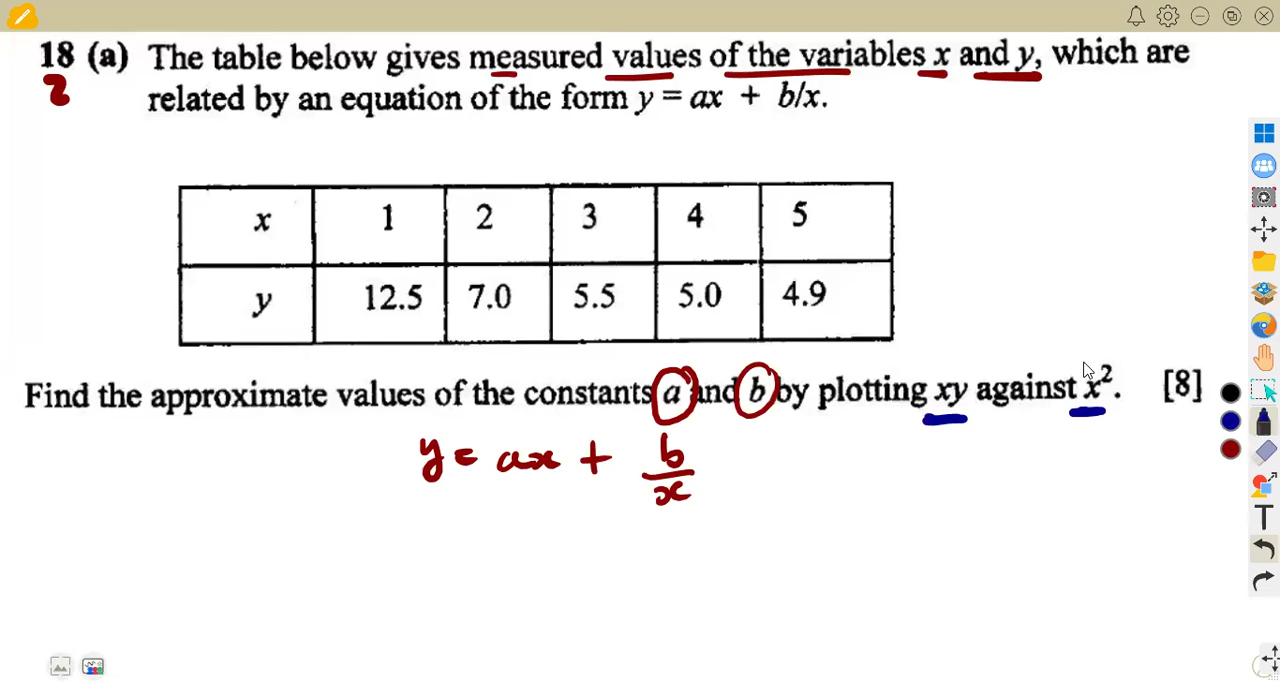 18 (a) The table below gives measured values of the variables x and y, which are
2 related by an equation of the form y = ax + b/x.
x 1 2 3 4 5
y 12.5 7.0 5.5 5.0 4.9
Find the approximate values of the constants a and b by plotting xy against x². [8]
y = ax + b/x
T